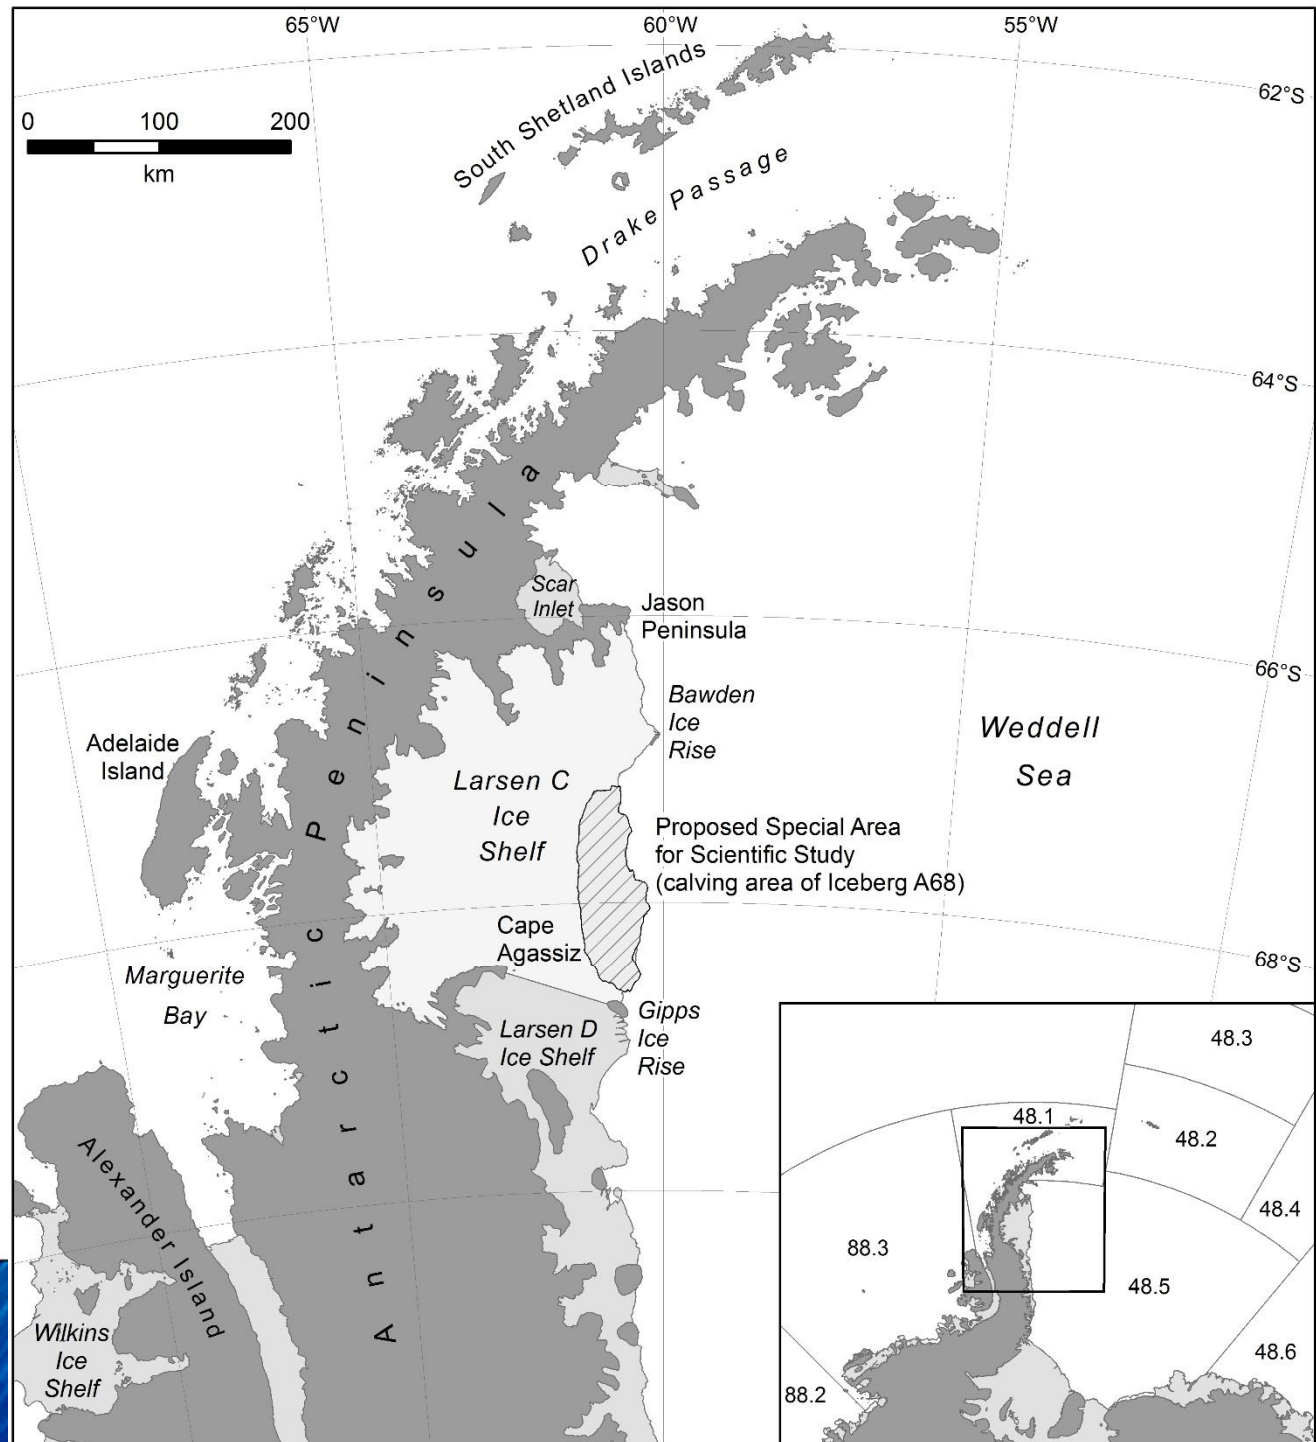 65°W
60°W
55°W
62°S
64°S
66°S
68°S
0 100 200
km
South Shetland Islands
Drake Passage
Antarctic Peninsula
Scar
Inlet
Jason
Peninsula
Bawden
Ice
Rise
Weddell
Sea
Adelaide
Island
Larsen C
Ice
Shelf
Proposed Special Area
for Scientific Study
(calving area of Iceberg A68)
Cape
Agassiz
Marguerite
Bay
Larsen D
Ice Shelf
Gipps
Ice
Rise
Alexander Island
Wilkins
Ice
Shelf
48.3
48.1
48.2
48.4
88.3
48.5
48.6
88.2